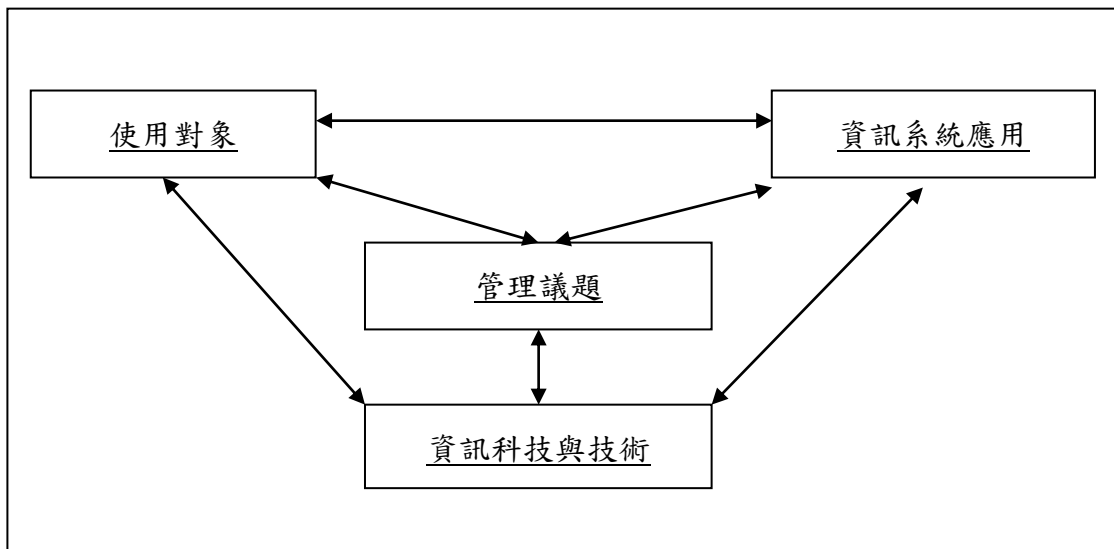 使用對象
資訊系統應用
管理議題
資訊科技與技術